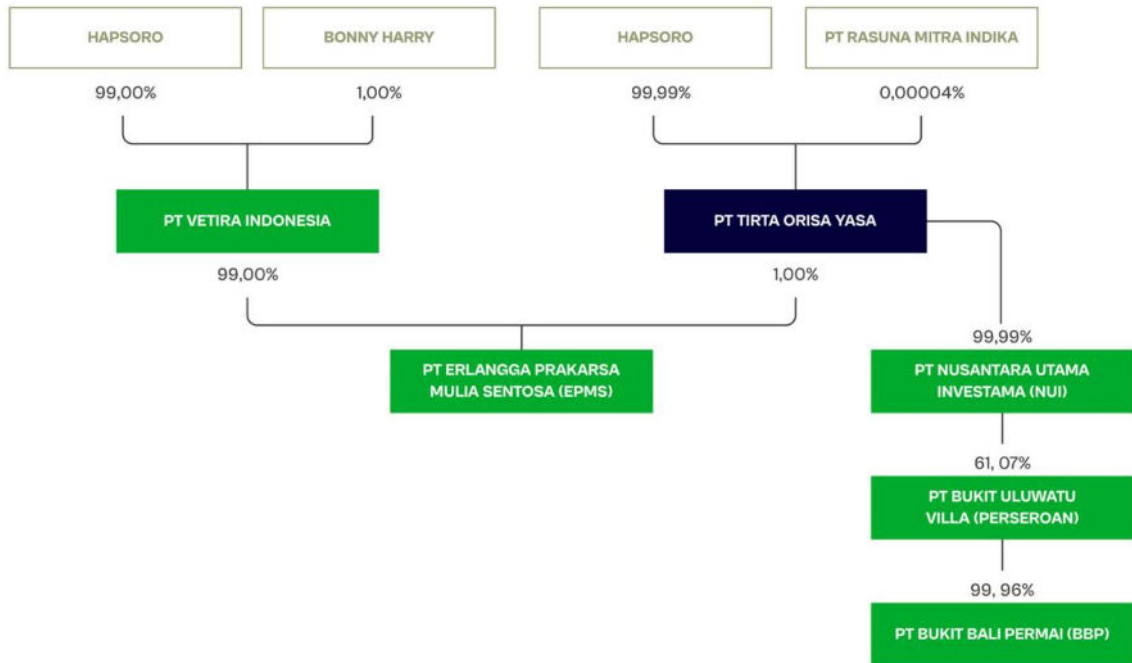 HAPSORO
BONNY HARRY
HAPSORO
PT RASUNA MITRA INDIKA
99,00%
1,00%
99,99%
0,00004%
PT VETIRA INDONESIA
PT TIRTA ORISA YASA
99,00%
1,00%
99,99%
PT ERLANGGA PRAKARSA
MULIA SENTOSA (EPMS)
PT NUSANTARA UTAMA
INVESTAMA (NUI)
61, 07%
PT BUKIT ULUWATU
VILLA (PERSEROAN)
99, 96%
PT BUKIT BALI PERMAI (BBP)